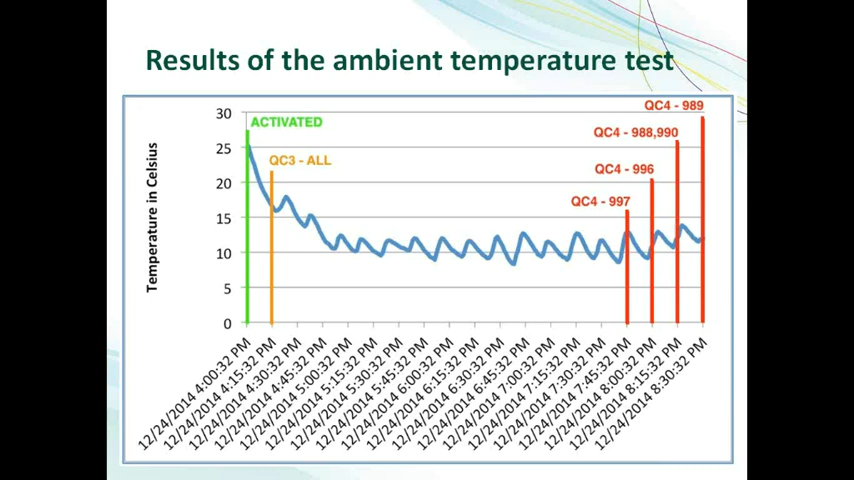 Results of the ambient temperature test
QC4 - 989
30
ACTIVATED
QC4 - 988,990
25
QC3 - ALL
QC4 - 996
20
QC4 - 997
15
10
5
0
Temperature in Celsius
12/24/2014 4:00:32 PM
12/24/2014 4:15:32 PM
12/24/2014 4:30:32 PM
12/24/2014 4:45:32 PM
12/24/2014 5:00:32 PM
12/24/2014 5:15:32 PM
12/24/2014 5:30:32 PM
12/24/2014 5:45:32 PM
12/24/2014 6:00:32 PM
12/24/2014 6:15:32 PM
12/24/2014 6:30:32 PM
12/24/2014 6:45:32 PM
12/24/2014 7:00:32 PM
12/24/2014 7:15:32 PM
12/24/2014 7:30:32 PM
12/24/2014 7:45:32 PM
12/24/2014 8:00:32 PM
12/24/2014 8:15:32 PM
12/24/2014 8:30:32 PM